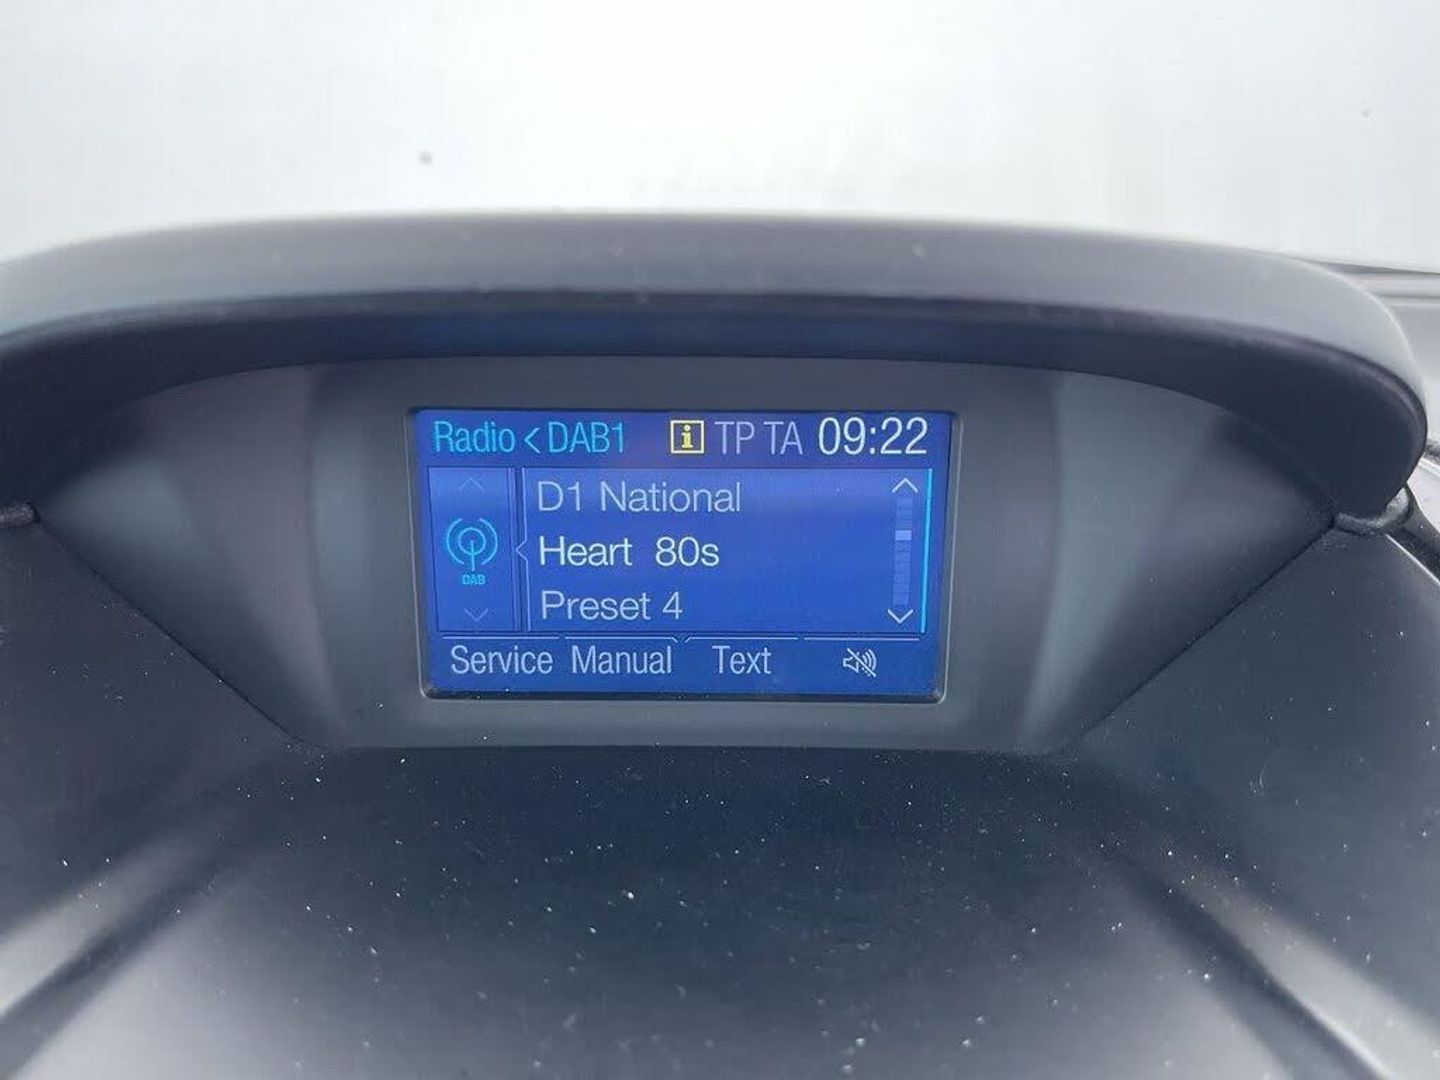 Radio < DAB1 i TP TA 09:22
D1 National
DAB
Heart 80s
Preset 4
Service Manual Text